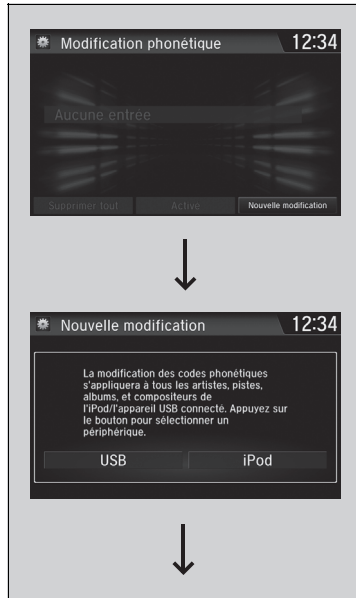 Modification phonétique 12:34
Aucune entrée
Supprimer tout Activé Nouvelle modification
Nouvelle modification 12:34
La modification des codes phonétiques
s'appliquera à tous les artistes, pistes,
albums, et compositeurs de
l'iPod/l'appareil USB connecté. Appuyez sur
le bouton pour sélectionner un
périphérique.
USB iPod